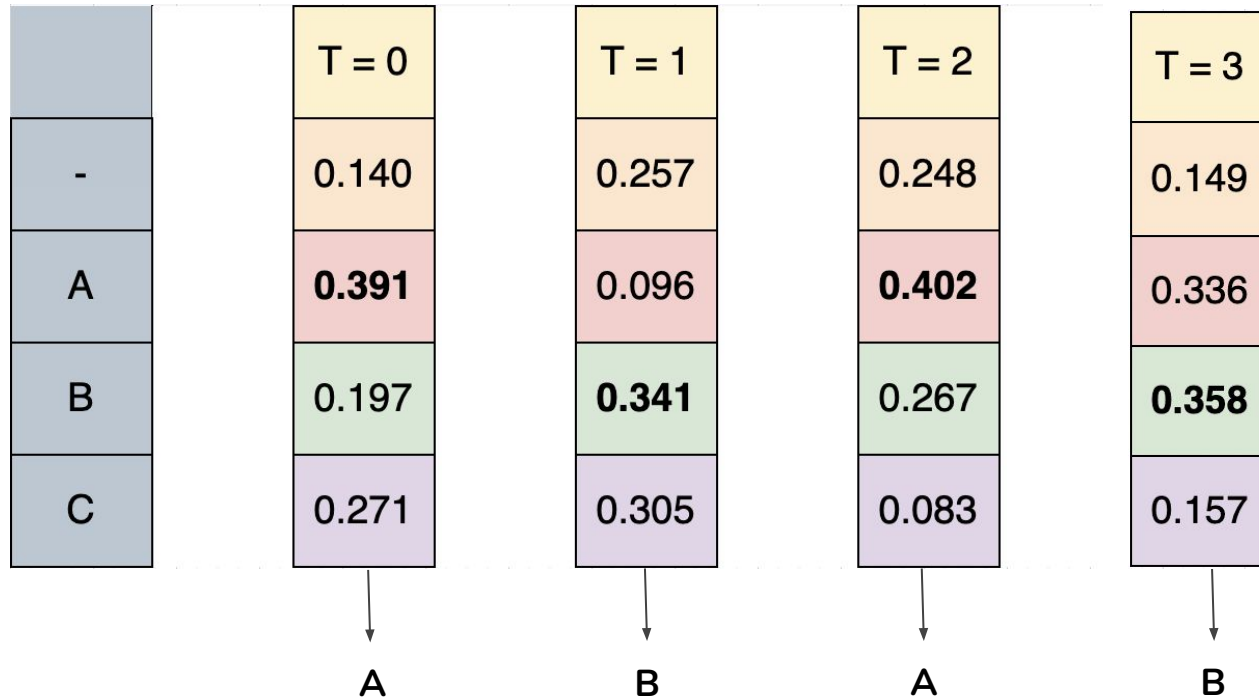 T = 0 T = 1 T = 2 T = 3
- 0.140 0.257 0.248 0.149
A 0.391 0.096 0.402 0.336
B 0.197 0.341 0.267 0.358
C 0.271 0.305 0.083 0.157
A B A B